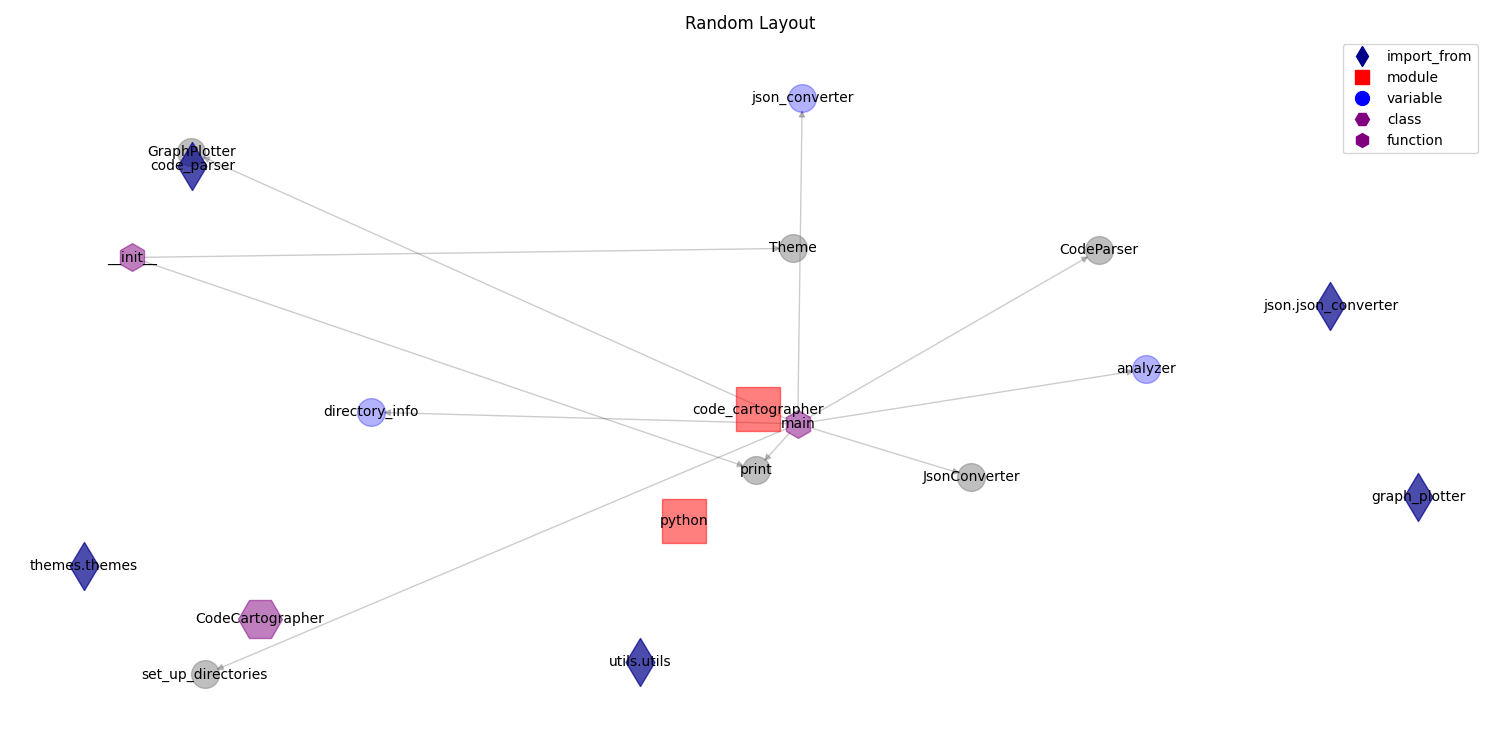 Random Layout
import_from
module
variable
class
function
json_converter
GraphPlotter
code_parser
__init__
Theme
CodeParser
json.json_converter
analyzer
directory_info
code_cartographer
main
print
JsonConverter
graph_plotter
python
themes.themes
CodeCartographer
utils.utils
set_up_directories